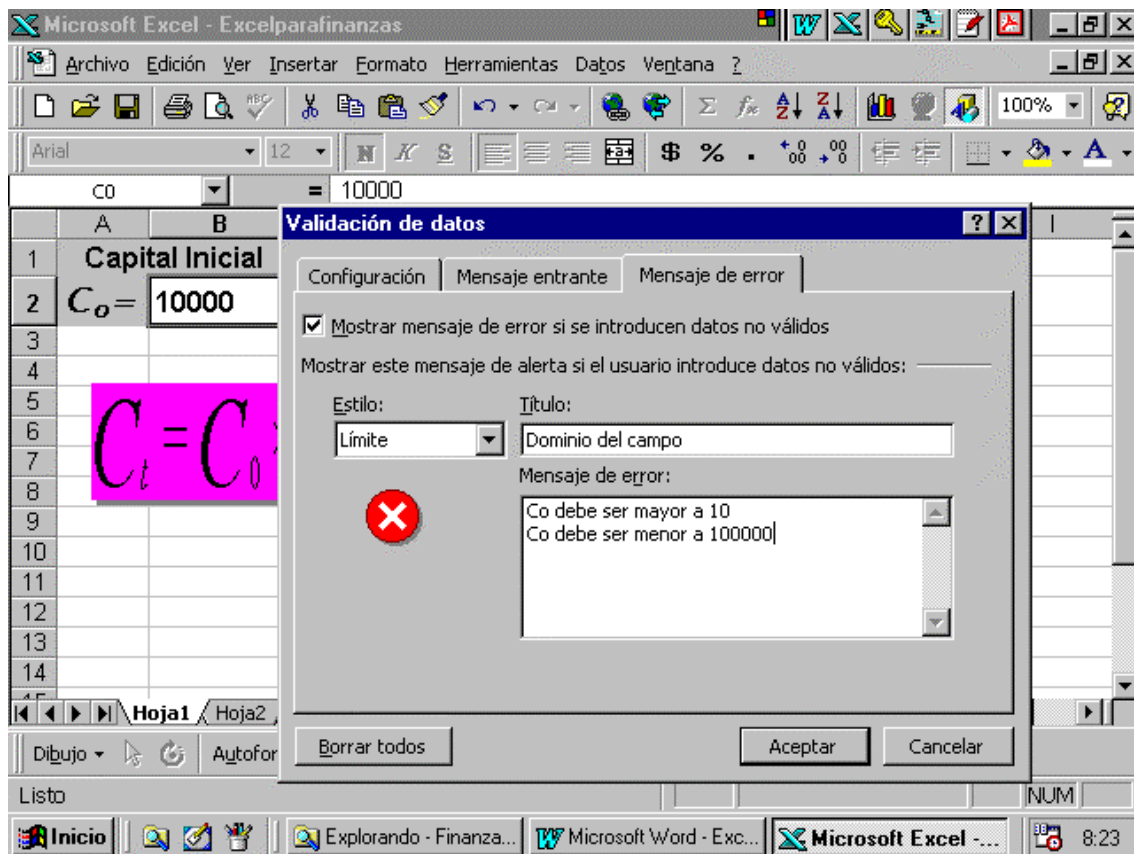 Microsoft Excel - Excelparafinanzas
Archivo Edición Ver Insertar Formato Herramientas Datos Ventana ?
100%
Arial 12 N K S $ %
C0 = 10000
A B I
Validación de datos
1 Capital Inicial
Configuración Mensaje entrante Mensaje de error
2 Co= 10000
Mostrar mensaje de error si se introducen datos no válidos
3
Mostrar este mensaje de alerta si el usuario introduce datos no válidos:
4
5
Estilo: Título:
6
Límite Dominio del campo
Ct = C0
7
Mensaje de error:
8
Co debe ser mayor a 10
9
Co debe ser menor a 100000
10
11
12
13
14
15
Hoja1 Hoja2
Borrar todos Aceptar Cancelar
Dibujo Autofor
Listo NUM
Inicio Explorando - Finanza... Microsoft Word - Exc... Microsoft Excel -... 8:23